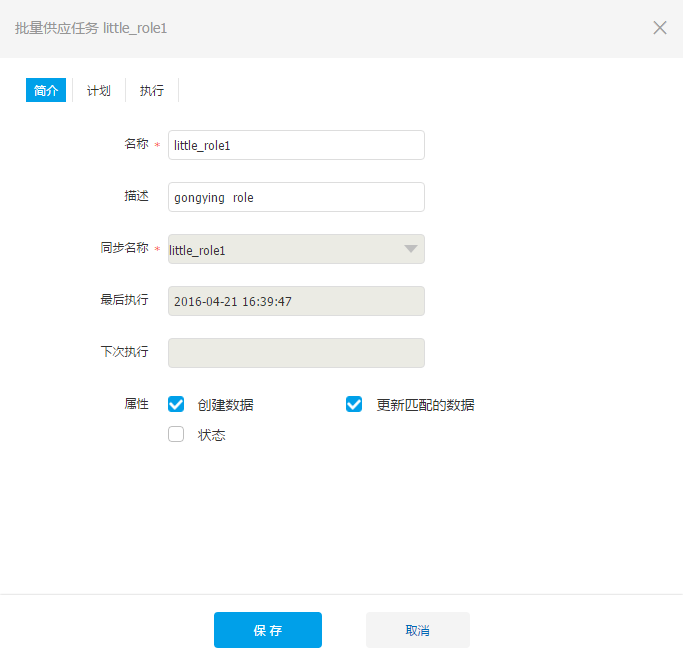 批量供应任务 little_role1
简介 计划 执行
名称 * little_role1
描述 gongying role
同步名称 * little_role1
最后执行 2016-04-21 16:39:47
下次执行
属性 创建数据 更新匹配的数据
状态
保存 取消